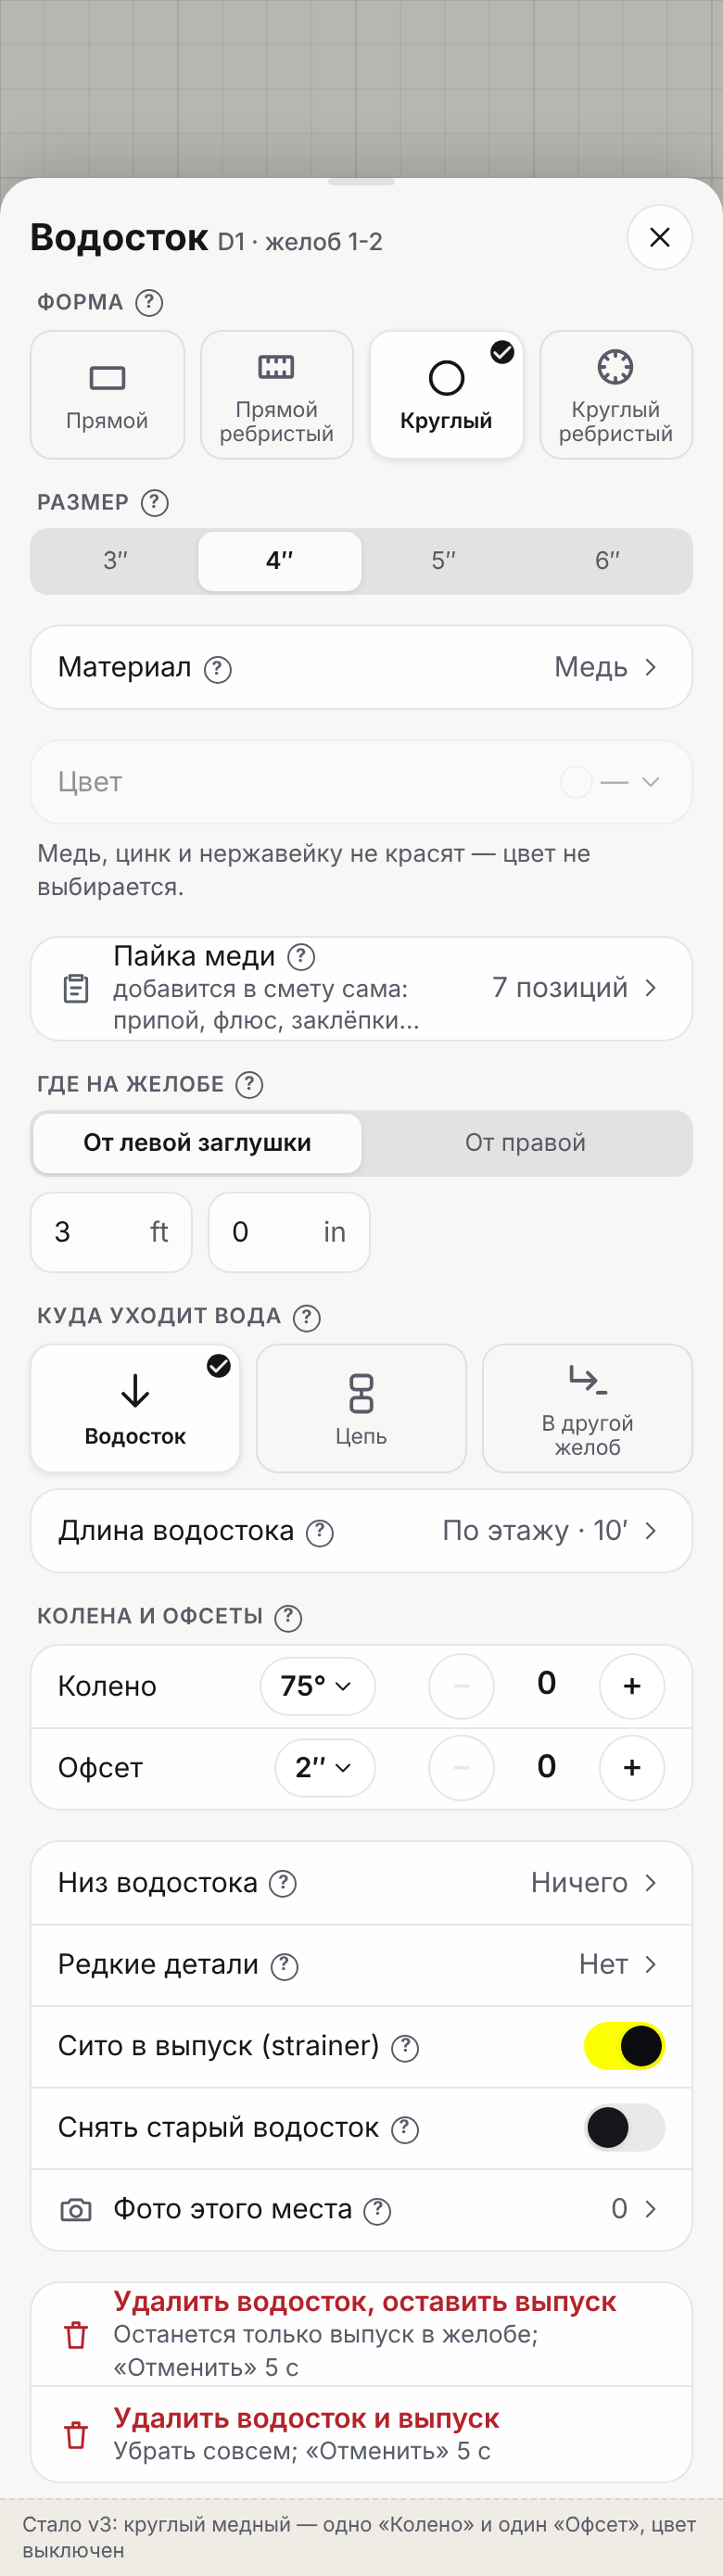 Водосток D1 · желоб 1-2
ФОРМА ?
Прямой
Прямой
ребристый
Круглый
Круглый
ребристый
РАЗМЕР ?
3″ 4″ 5″ 6″
Материал ? Медь
Цвет —
Медь, цинк и нержавейку не красят — цвет не
выбирается.
Пайка меди ?
добавится в смету сама:
припой, флюс, заклёпки...
7 позиций
ГДЕ НА ЖЕЛОБЕ ?
От левой заглушки От правой
3 ft 0 in
КУДА УХОДИТ ВОДА ?
Водосток
Цепь
В другой
желоб
Длина водостока ? По этажу · 10′
КОЛЕНА И ОФСЕТЫ ?
Колено 75° − 0 +
Офсет 2″ − 0 +
Низ водостока ? Ничего
Редкие детали ? Нет
Сито в выпуск (strainer) ?
Снять старый водосток ?
Фото этого места ? 0
Удалить водосток, оставить выпуск
Останется только выпуск в желобе;
«Отменить» 5 с
Удалить водосток и выпуск
Убрать совсем; «Отменить» 5 с
Стало v3: круглый медный — одно «Колено» и один «Офсет», цвет
выключен